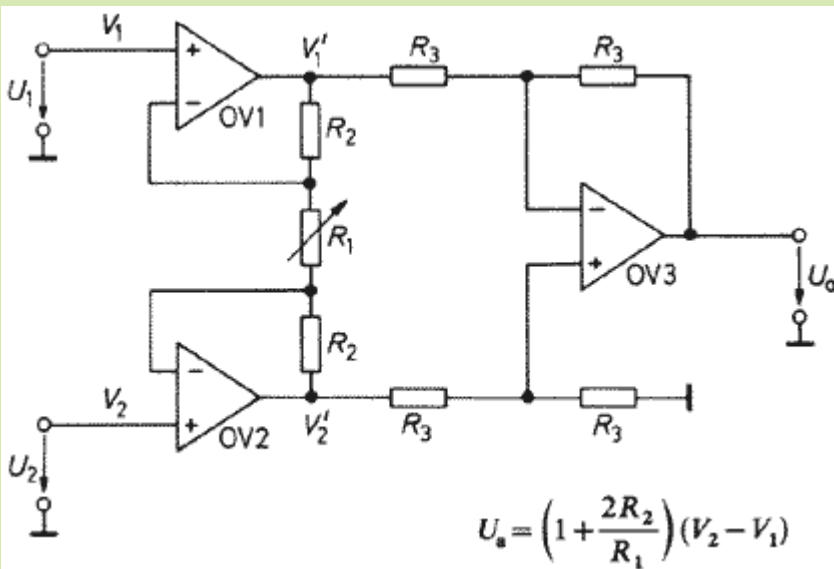 V₁
+
V₁′
R₃
R₃
U₁
−
OV1
R₂
R₁
−
+
OV3
Uₐ
R₂
−
V₂
+
OV2
V₂′
R₃
R₃
U₂
Uₐ = (1 + 2R₂/R₁) (V₂ − V₁)